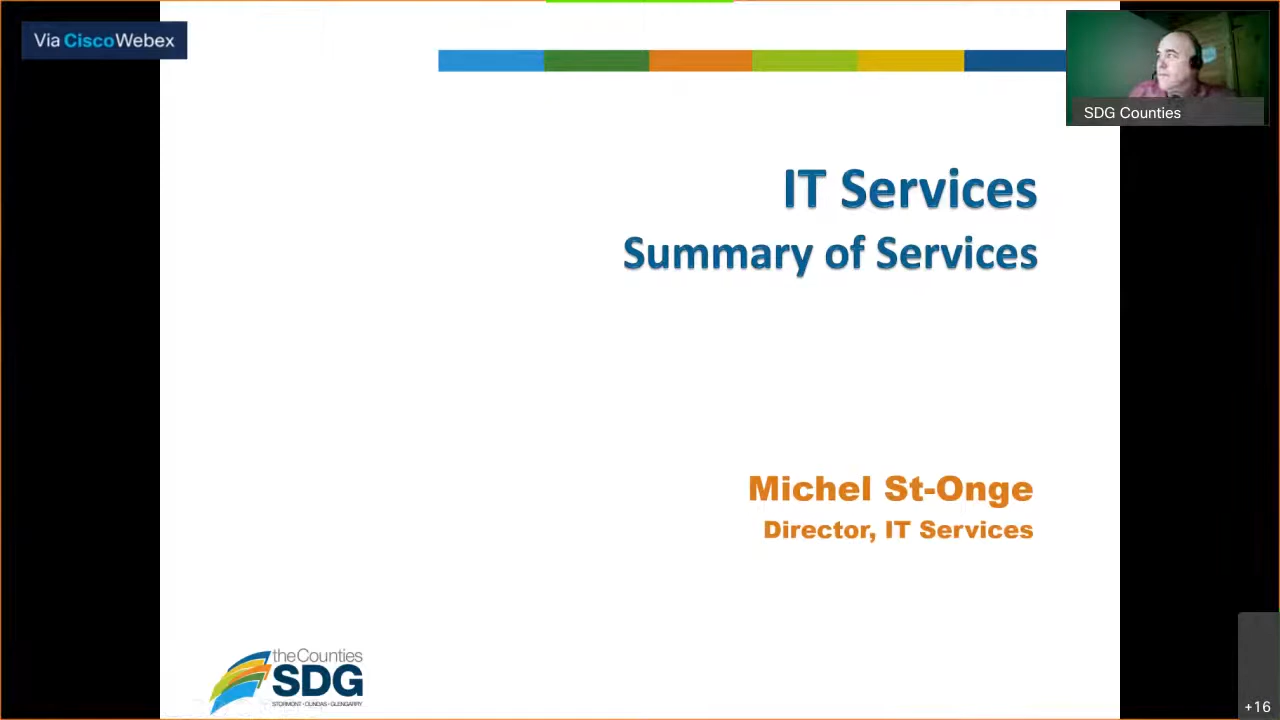 Via CiscoWebex
SDG Counties
IT Services
Summary of Services
Michel St-Onge
Director, IT Services
theCounties
SDG
STORMONT • DUNDAS • GLENGARRY
+16